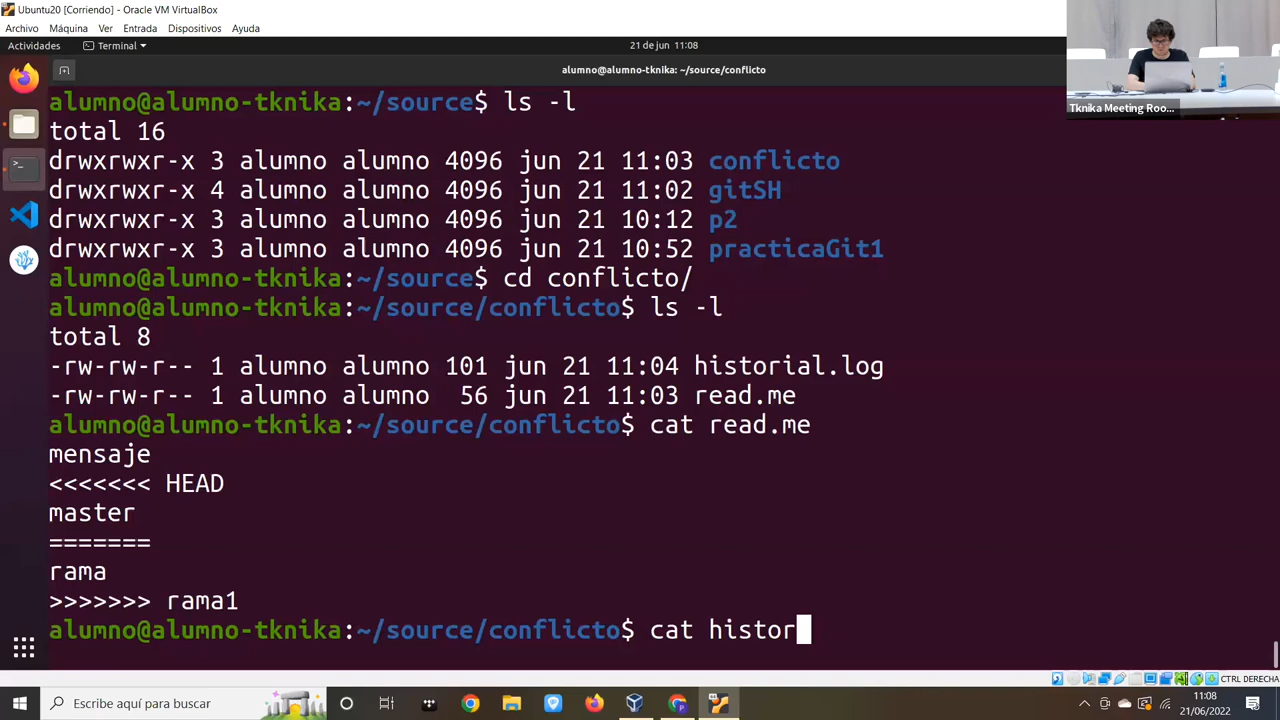 Ubuntu20 [Corriendo] - Oracle VM VirtualBox
Archivo Máquina Ver Entrada Dispositivos Ayuda
Actividades Terminal 21 de jun 11:08
alumno@alumno-tknika: ~/source/conflicto
Tknika Meeting Roo...
alumno@alumno-tknika:~/source$ ls -l
total 16
drwxrwxr-x 3 alumno alumno 4096 jun 21 11:03 conflicto
drwxrwxr-x 4 alumno alumno 4096 jun 21 11:02 gitSH
drwxrwxr-x 3 alumno alumno 4096 jun 21 10:12 p2
drwxrwxr-x 3 alumno alumno 4096 jun 21 10:52 practicaGit1
alumno@alumno-tknika:~/source$ cd conflicto/
alumno@alumno-tknika:~/source/conflicto$ ls -l
total 8
-rw-rw-r-- 1 alumno alumno 101 jun 21 11:04 historial.log
-rw-rw-r-- 1 alumno alumno  56 jun 21 11:03 read.me
alumno@alumno-tknika:~/source/conflicto$ cat read.me
mensaje
<<<<<<< HEAD
master
=======
rama
>>>>>>> rama1
alumno@alumno-tknika:~/source/conflicto$ cat histor
CTRL DERECHA
Escribe aquí para buscar
11:08
21/06/2022